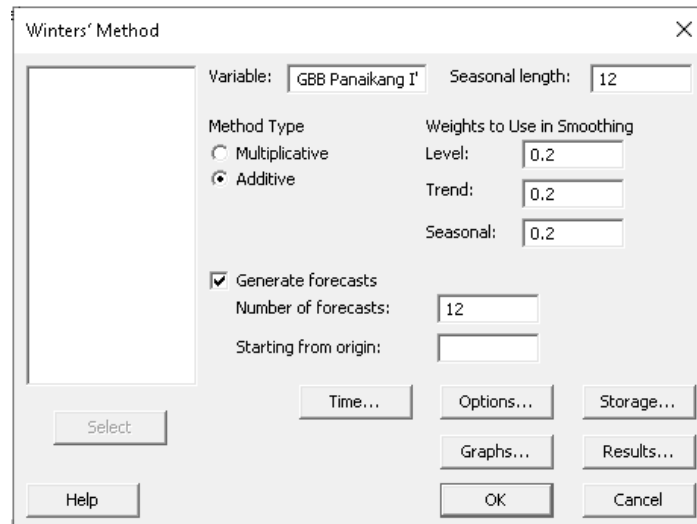 Winters' Method
Variable: GBB Panaikang I' Seasonal length: 12
Method Type Weights to Use in Smoothing
Multiplicative Level: 0.2
Additive
Trend: 0.2
Seasonal: 0.2
Generate forecasts
Number of forecasts: 12
Starting from origin:
Time... Options... Storage...
Select
Graphs... Results...
Help OK Cancel